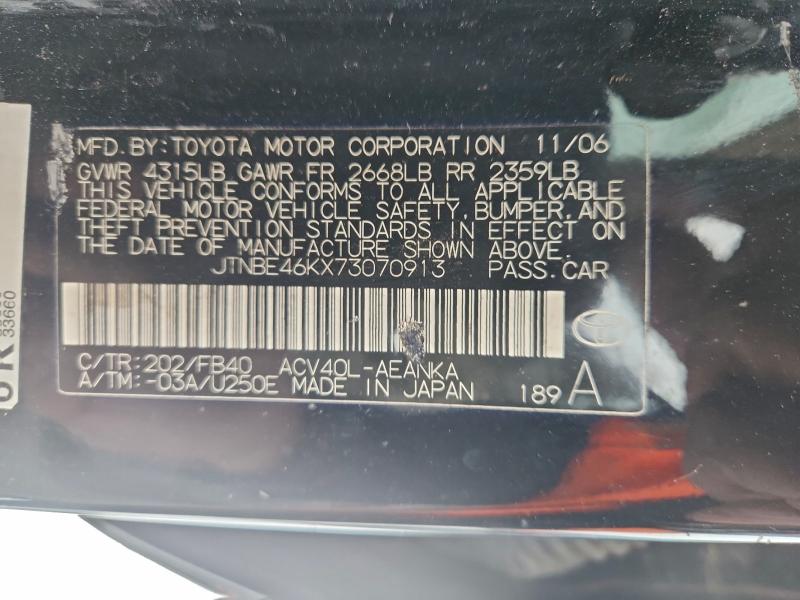 MFD. BY: TOYOTA MOTOR CORPORATION 11/06
GVWR 4315LB GAWR FR 2668LB RR 2359LB
THIS VEHICLE CONFORMS TO ALL APPLICABLE
FEDERAL MOTOR VEHICLE SAFETY, BUMPER, AND
THEFT PREVENTION STANDARDS IN EFFECT ON
THE DATE OF MANUFACTURE SHOWN ABOVE.
JTNBE46KX73070913 PASS. CAR
C/TR: 202/FB40 ACV40L-AEANKA
A/TM: -03A/U250E MADE IN JAPAN 189 A
33660